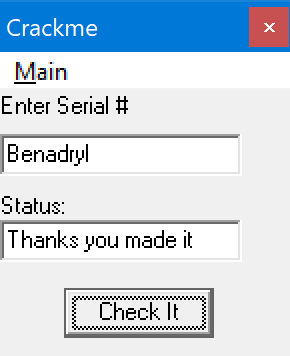 Crackme
Main
Enter Serial #
Benadryl
Status:
Thanks you made it
Check It